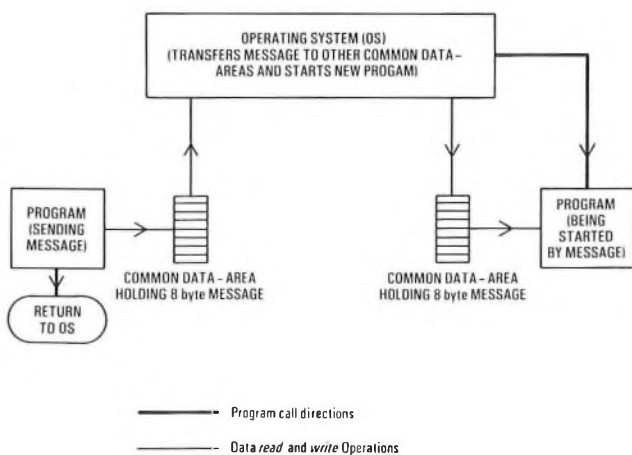 OPERATING SYSTEM (OS)
(TRANSFERS MESSAGE TO OTHER COMMON DATA –
AREAS AND STARTS NEW PROGAM)
PROGRAM
(SENDING
MESSAGE)
RETURN
TO OS
COMMON DATA – AREA
HOLDING 8 byte MESSAGE
COMMON DATA – AREA
HOLDING 8 byte MESSAGE
PROGRAM
(BEING
STARTED
BY MESSAGE)
Program call directions
Data read and write Operations